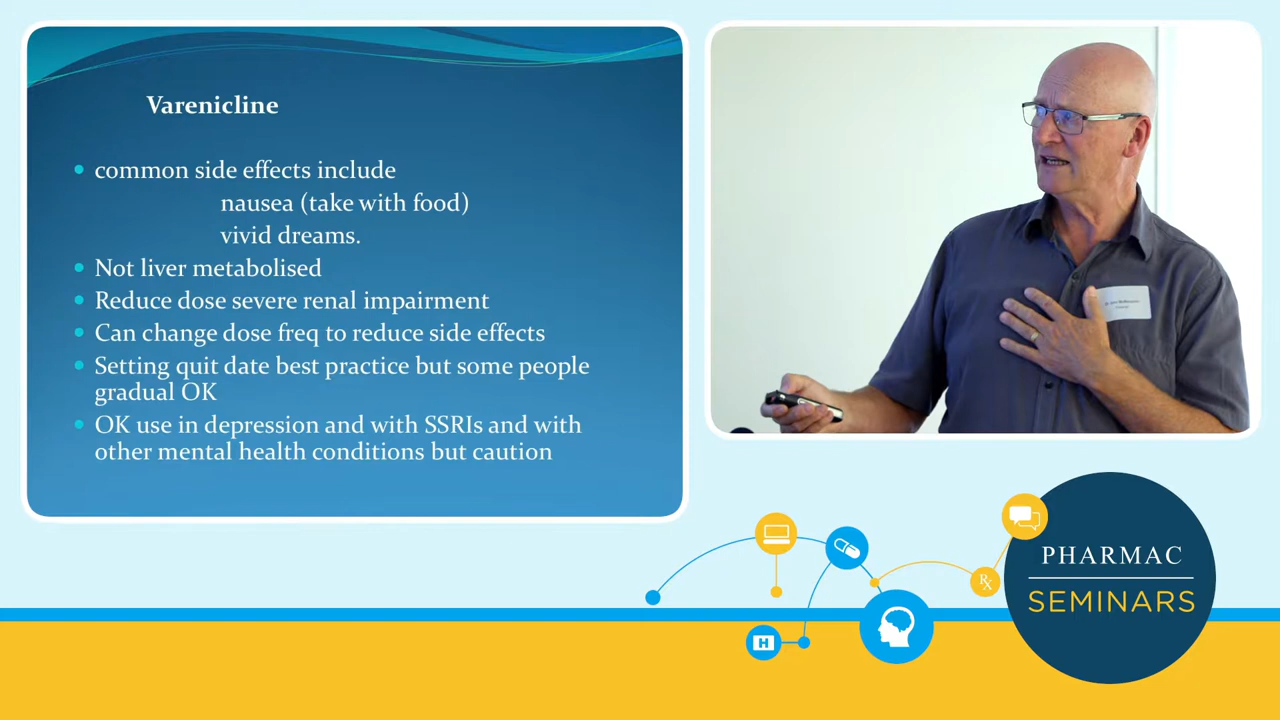 Varenicline
• common side effects include
nausea (take with food)
vivid dreams.
• Not liver metabolised
• Reduce dose severe renal impairment
• Can change dose freq to reduce side effects
• Setting quit date best practice but some people
gradual OK
• OK use in depression and with SSRIs and with
other mental health conditions but caution
H
Rx
PHARMAC
SEMINARS